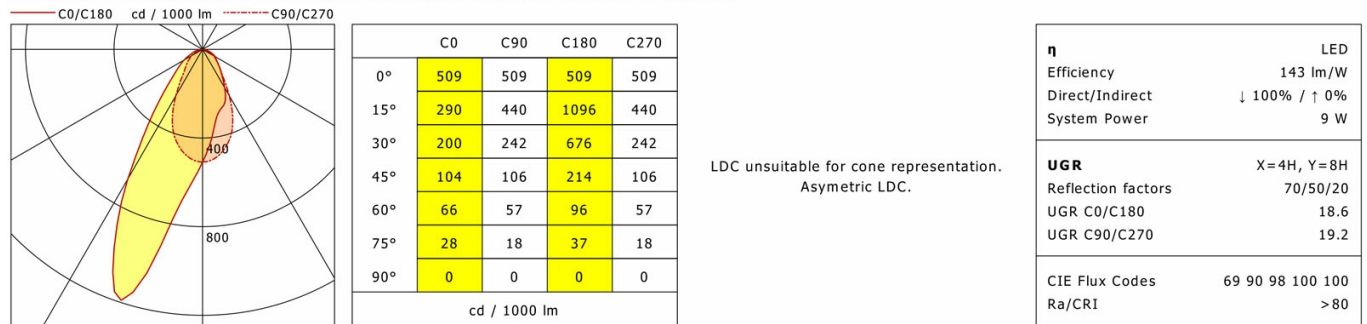 C0/C180 cd / 1000 lm C90/C270
400
800
C0 C90 C180 C270
0° 509 509 509 509
15° 290 440 1096 440
30° 200 242 676 242
45° 104 106 214 106
60° 66 57 96 57
75° 28 18 37 18
90° 0 0 0 0
cd / 1000 lm
LDC unsuitable for cone representation.
Asymetric LDC.
η LED
Efficiency 143 lm/W
Direct/Indirect ↓ 100% / ↑ 0%
System Power 9 W
UGR X=4H, Y=8H
Reflection factors 70/50/20
UGR C0/C180 18.6
UGR C90/C270 19.2
CIE Flux Codes 69 90 98 100 100
Ra/CRI >80